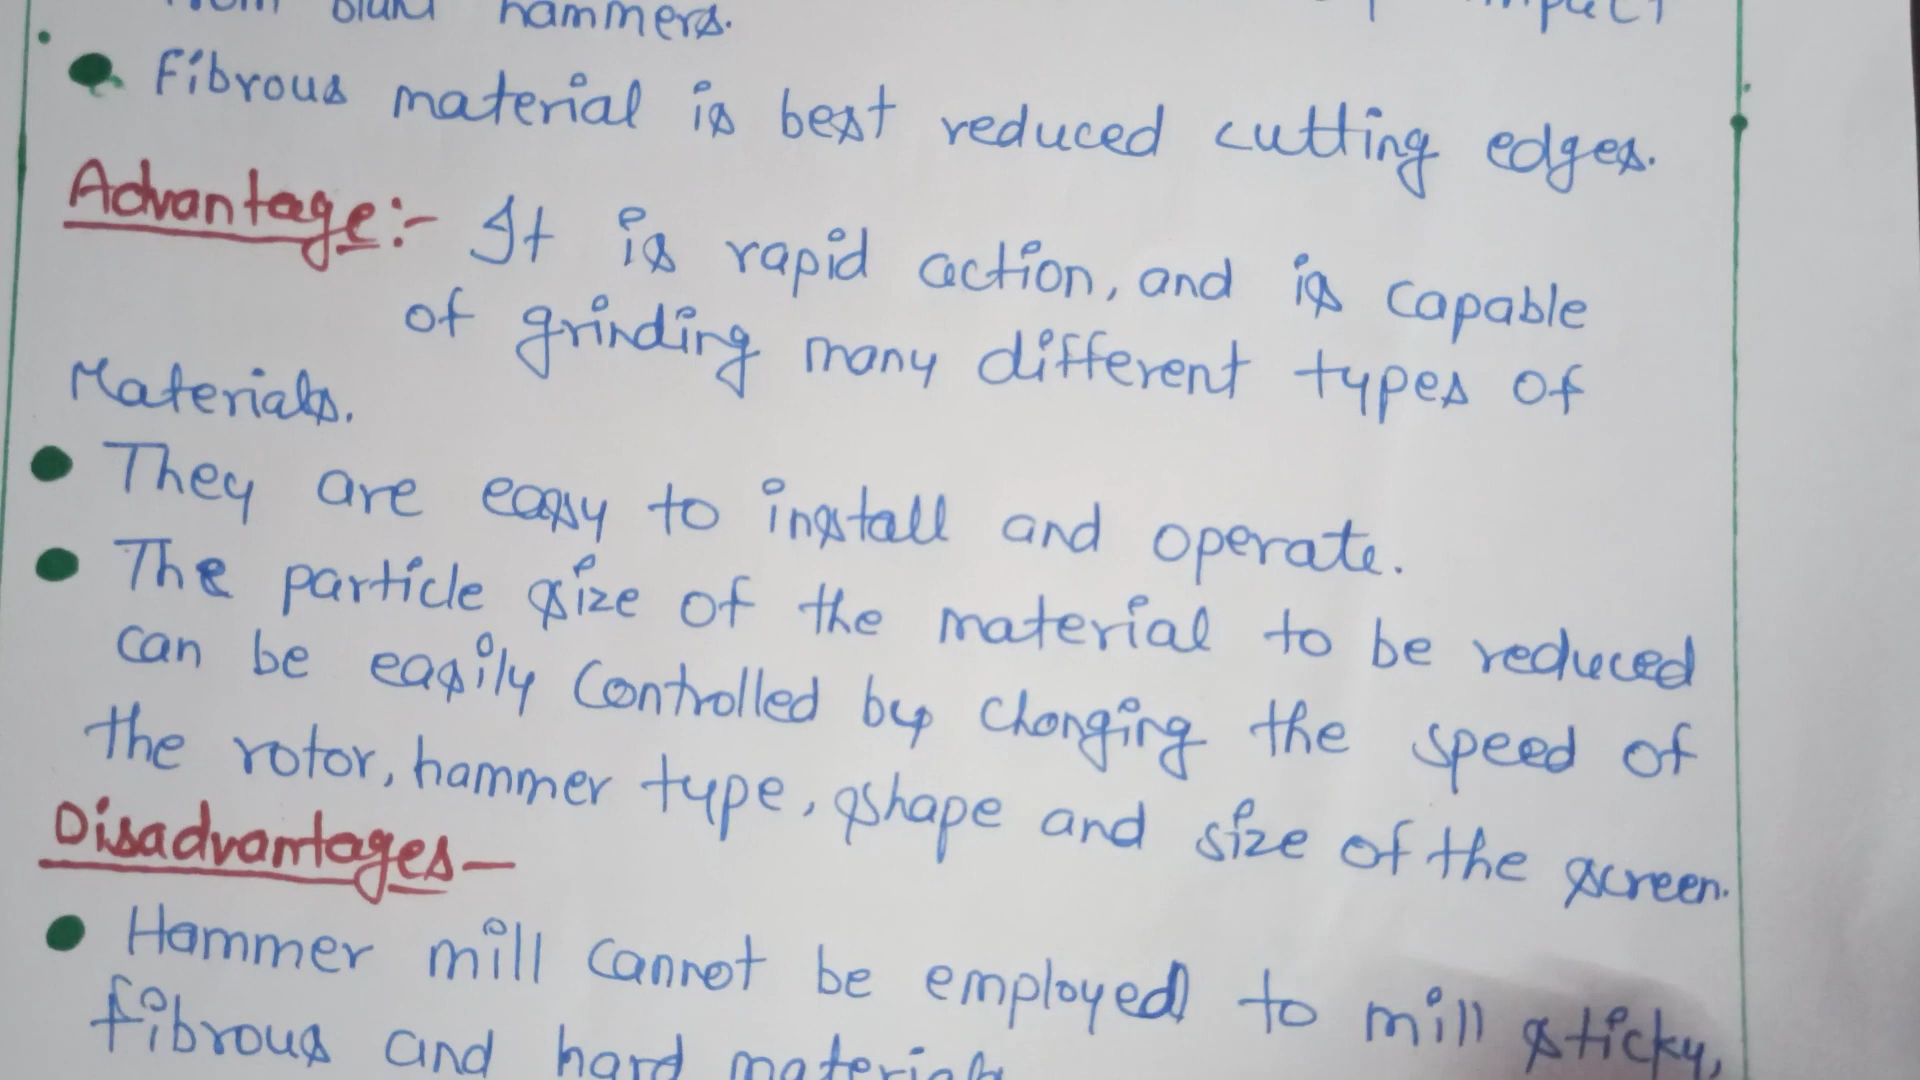 hammers.
• Fibrous material is best reduced cutting edges.
Advantage:- It is rapid action, and is capable
of grinding many different types of
Materials.
• They are easy to install and operate.
• The particle size of the material to be reduced
can be easily controlled by changing the speed of
the rotor, hammer type, shape and size of the screen.
Disadvantages-
• Hammer mill cannot be employed to mill sticky,
fibrous and hard materials